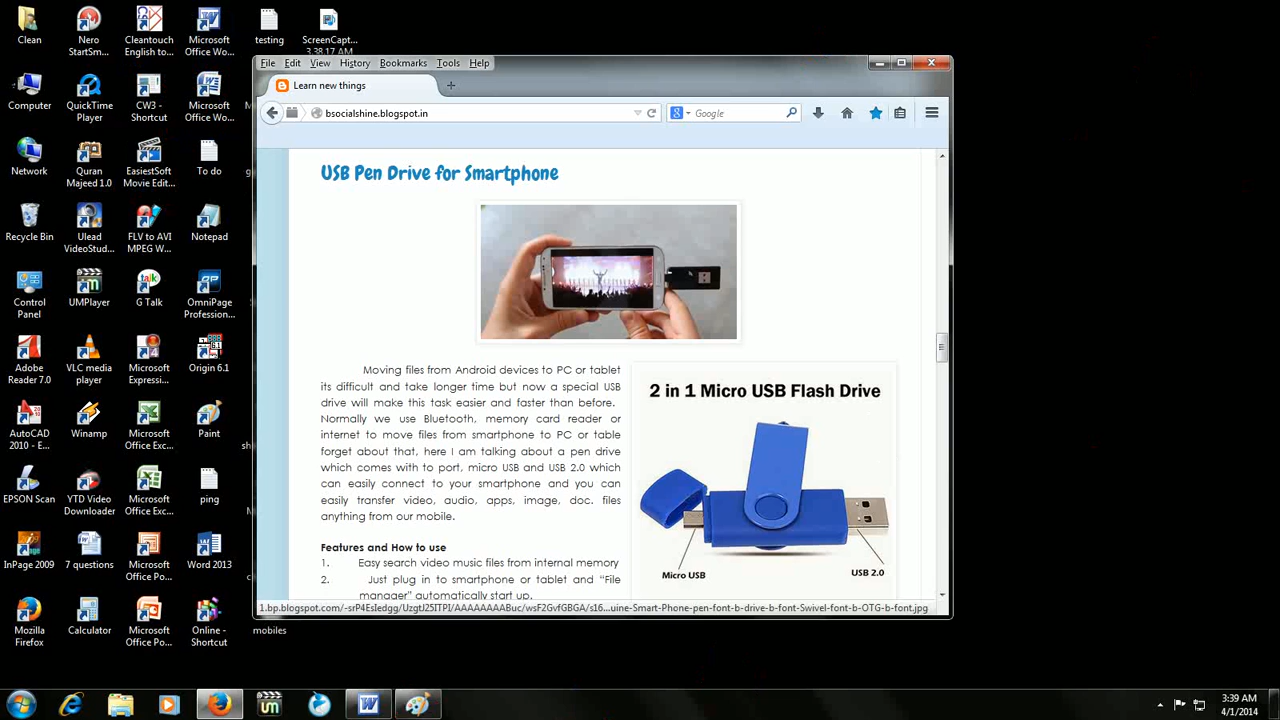 Clean
Nero StartSm...
Cleantouch English to...
Microsoft Office Wo...
testing
ScreenCapt...
3.38.17 AM
Computer
QuickTime Player
CW3 - Shortcut
Microsoft Office Wo...
Network
Quran Majeed 1.0
EasiestSoft Movie Edit...
To do
Recycle Bin
Ulead VideoStud...
FLV to AVI MPEG W...
Notepad
Control Panel
UMPlayer
G Talk
OmniPage Profession...
Adobe Reader 7.0
VLC media player
Microsoft Expressi...
Origin 6.1
AutoCAD 2010 - E...
Winamp
Microsoft Office Exc...
Paint
EPSON Scan
YTD Video Downloader
Microsoft Office Exc...
ping
InPage 2009
7 questions
Microsoft Office Po...
Word 2013
Mozilla Firefox
Calculator
Microsoft Office Po...
Online - Shortcut
mobiles
File Edit View History Bookmarks Tools Help
Learn new things
bsocialshine.blogspot.in
Google
USB Pen Drive for Smartphone
Moving files from Android devices to PC or tablet
its difficult and take longer time but now a special USB
drive will make this task easier and faster than before.
Normally we use Bluetooth, memory card reader or
internet to move files from smartphone to PC or table
forget about that, here I am talking about a pen drive
which comes with to port, micro USB and USB 2.0 which
can easily connect to your smartphone and you can
easily transfer video, audio, apps, image, doc. files
anything from our mobile.
Features and How to use
1. Easy search video music files from internal memory
2. Just plug in to smartphone or tablet and “File
manager” automatically start up.
2 in 1 Micro USB Flash Drive
Micro USB
USB 2.0
3:39 AM
4/1/2014